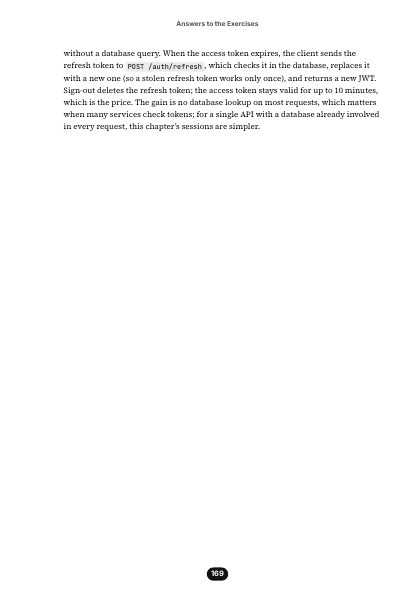 Answers to the Exercises
without a database query. When the access token expires, the client sends the
refresh token to POST /auth/refresh, which checks it in the database, replaces it
with a new one (so a stolen refresh token works only once), and returns a new JWT.
Sign-out deletes the refresh token; the access token stays valid for up to 10 minutes,
which is the price. The gain is no database lookup on most requests, which matters
when many services check tokens; for a single API with a database already involved
in every request, this chapter's sessions are simpler.
169